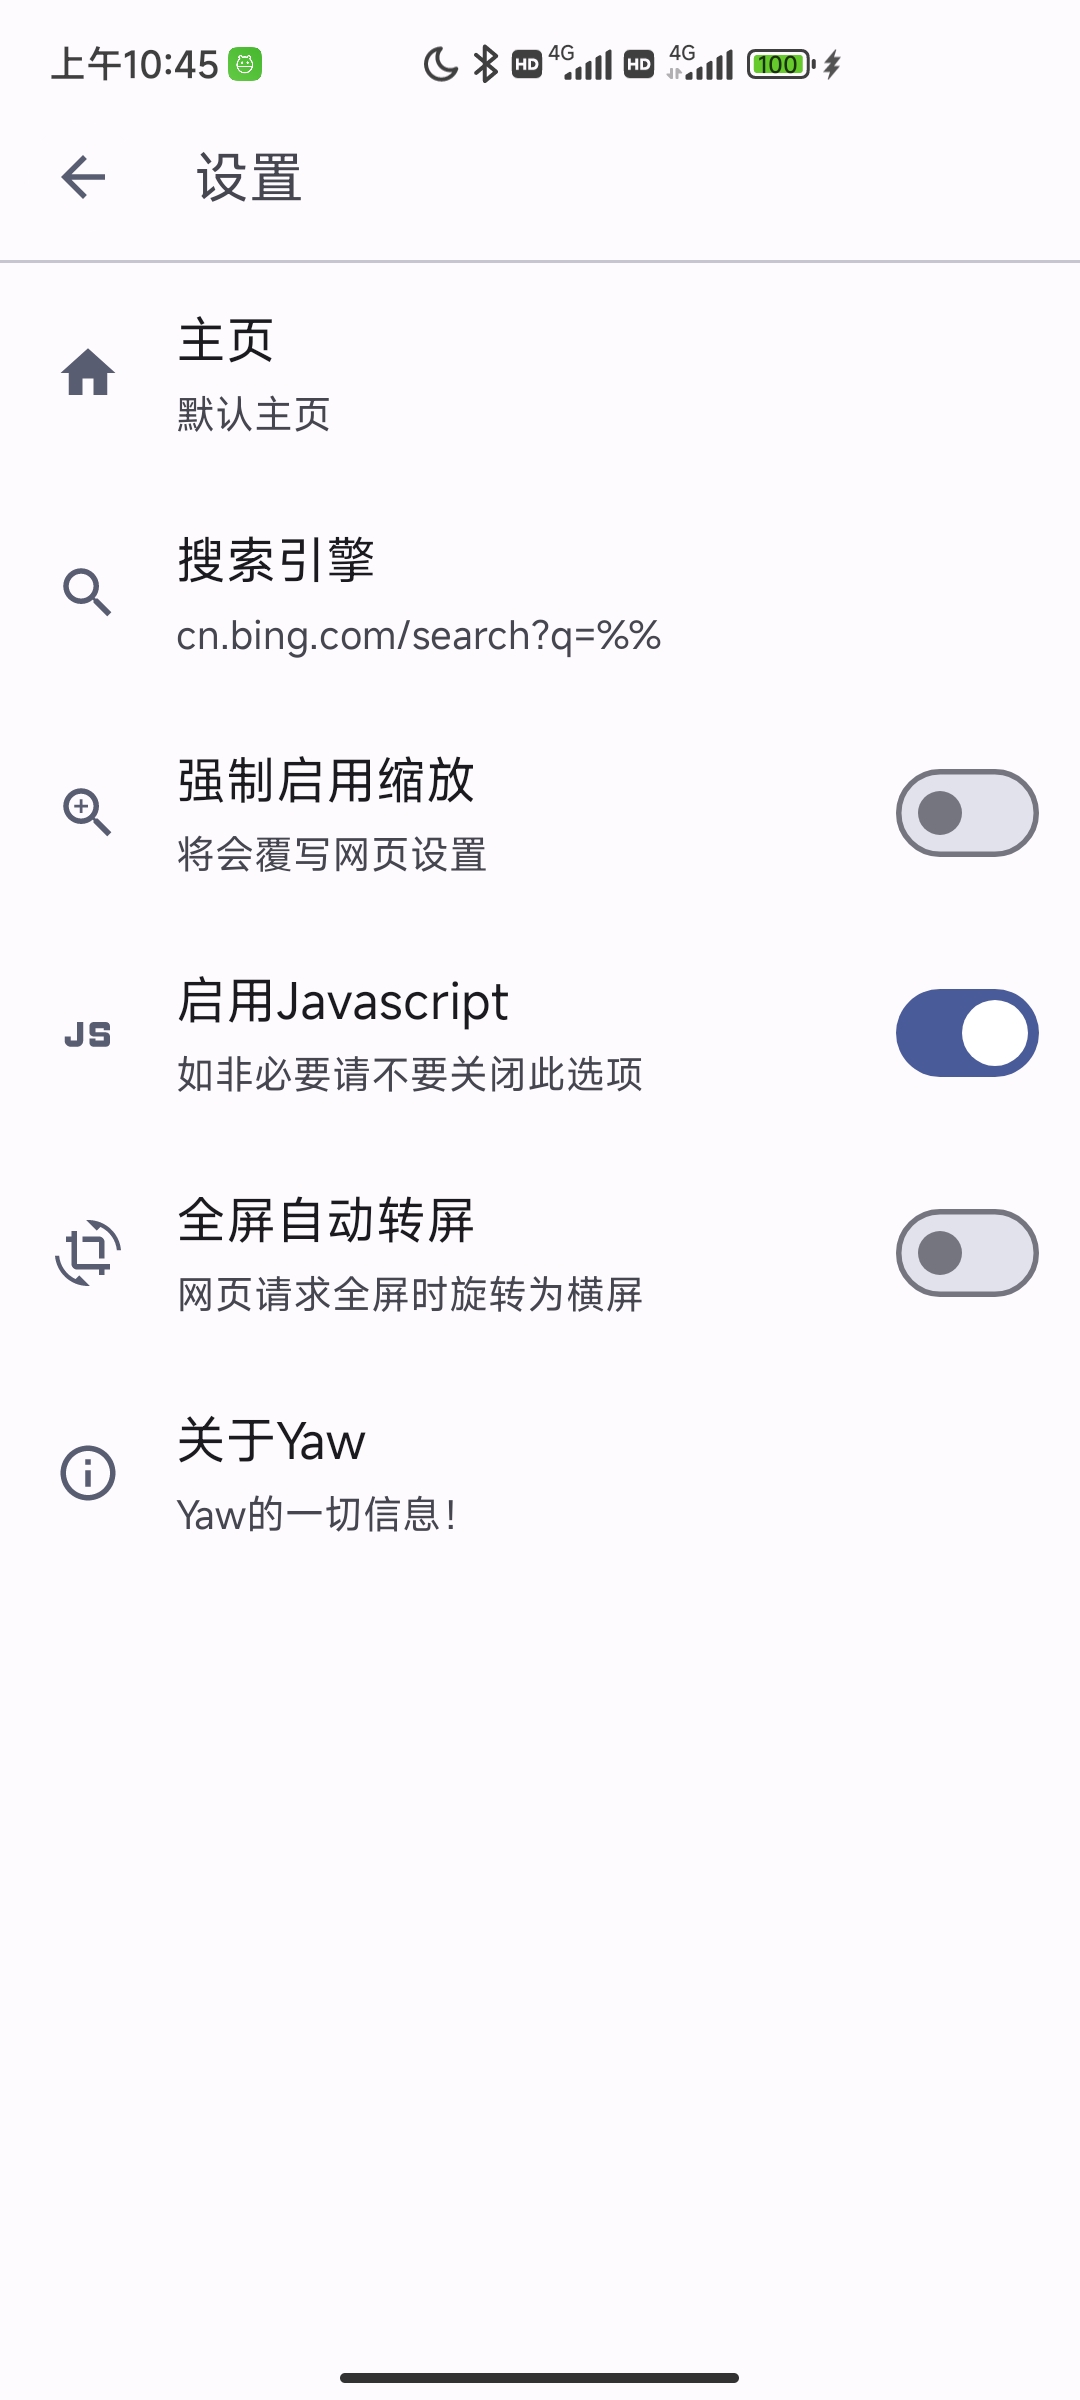 上午10:45
HD 4G HD 4G 100
设置
主页
默认主页
搜索引擎
cn.bing.com/search?q=%%
强制启用缩放
将会覆写网页设置
JS
启用Javascript
如非必要请不要关闭此选项
全屏自动转屏
网页请求全屏时旋转为横屏
关于Yaw
Yaw的一切信息！